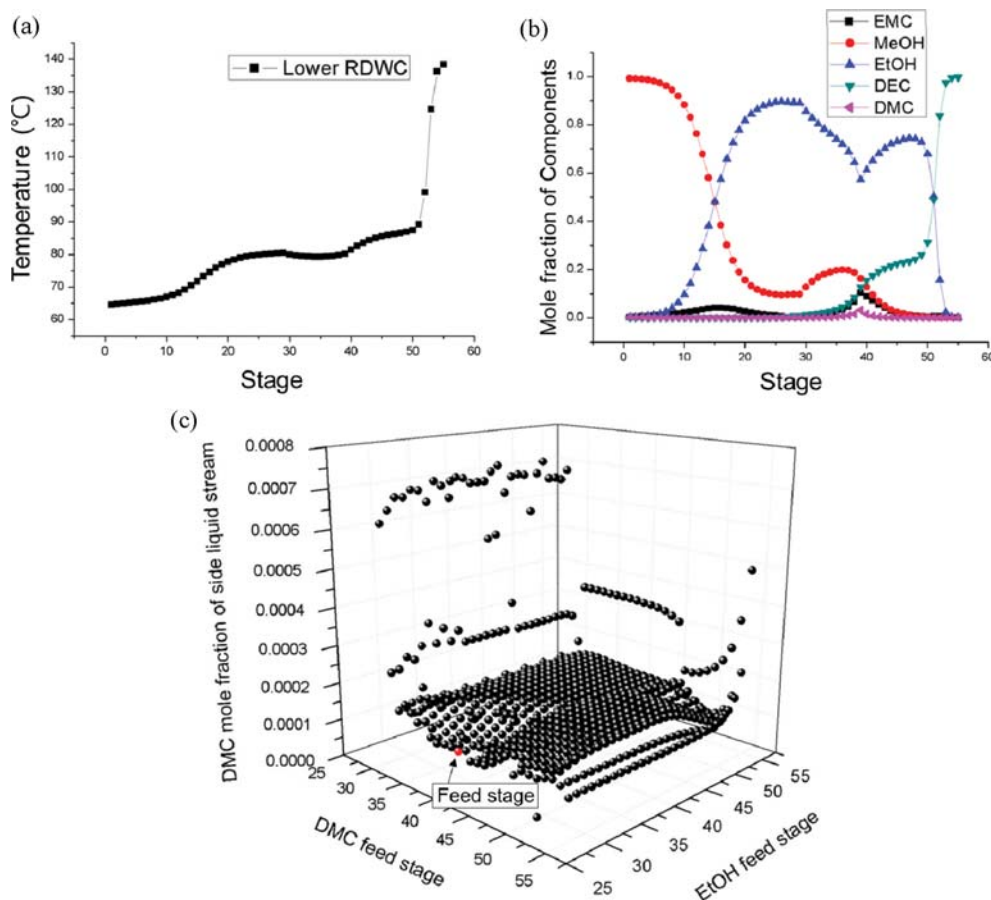 (a)
Lower RDWC
Temperature (°C)
140
130
120
110
100
90
80
70
60
0 10 20 30 40 50 60
Stage
(b)
EMC
MeOH
EtOH
DEC
DMC
Mole fraction of Components
1.0
0.8
0.6
0.4
0.2
0.0
0 10 20 30 40 50 60
Stage
(c)
DMC mole fraction of side liquid stream
0.0008
0.0007
0.0006
0.0005
0.0004
0.0003
0.0002
0.0001
0.0000
Feed stage
25 30 35 40 45 50 55
DMC feed stage
25 30 35 40 45 50 55
EtOH feed stage